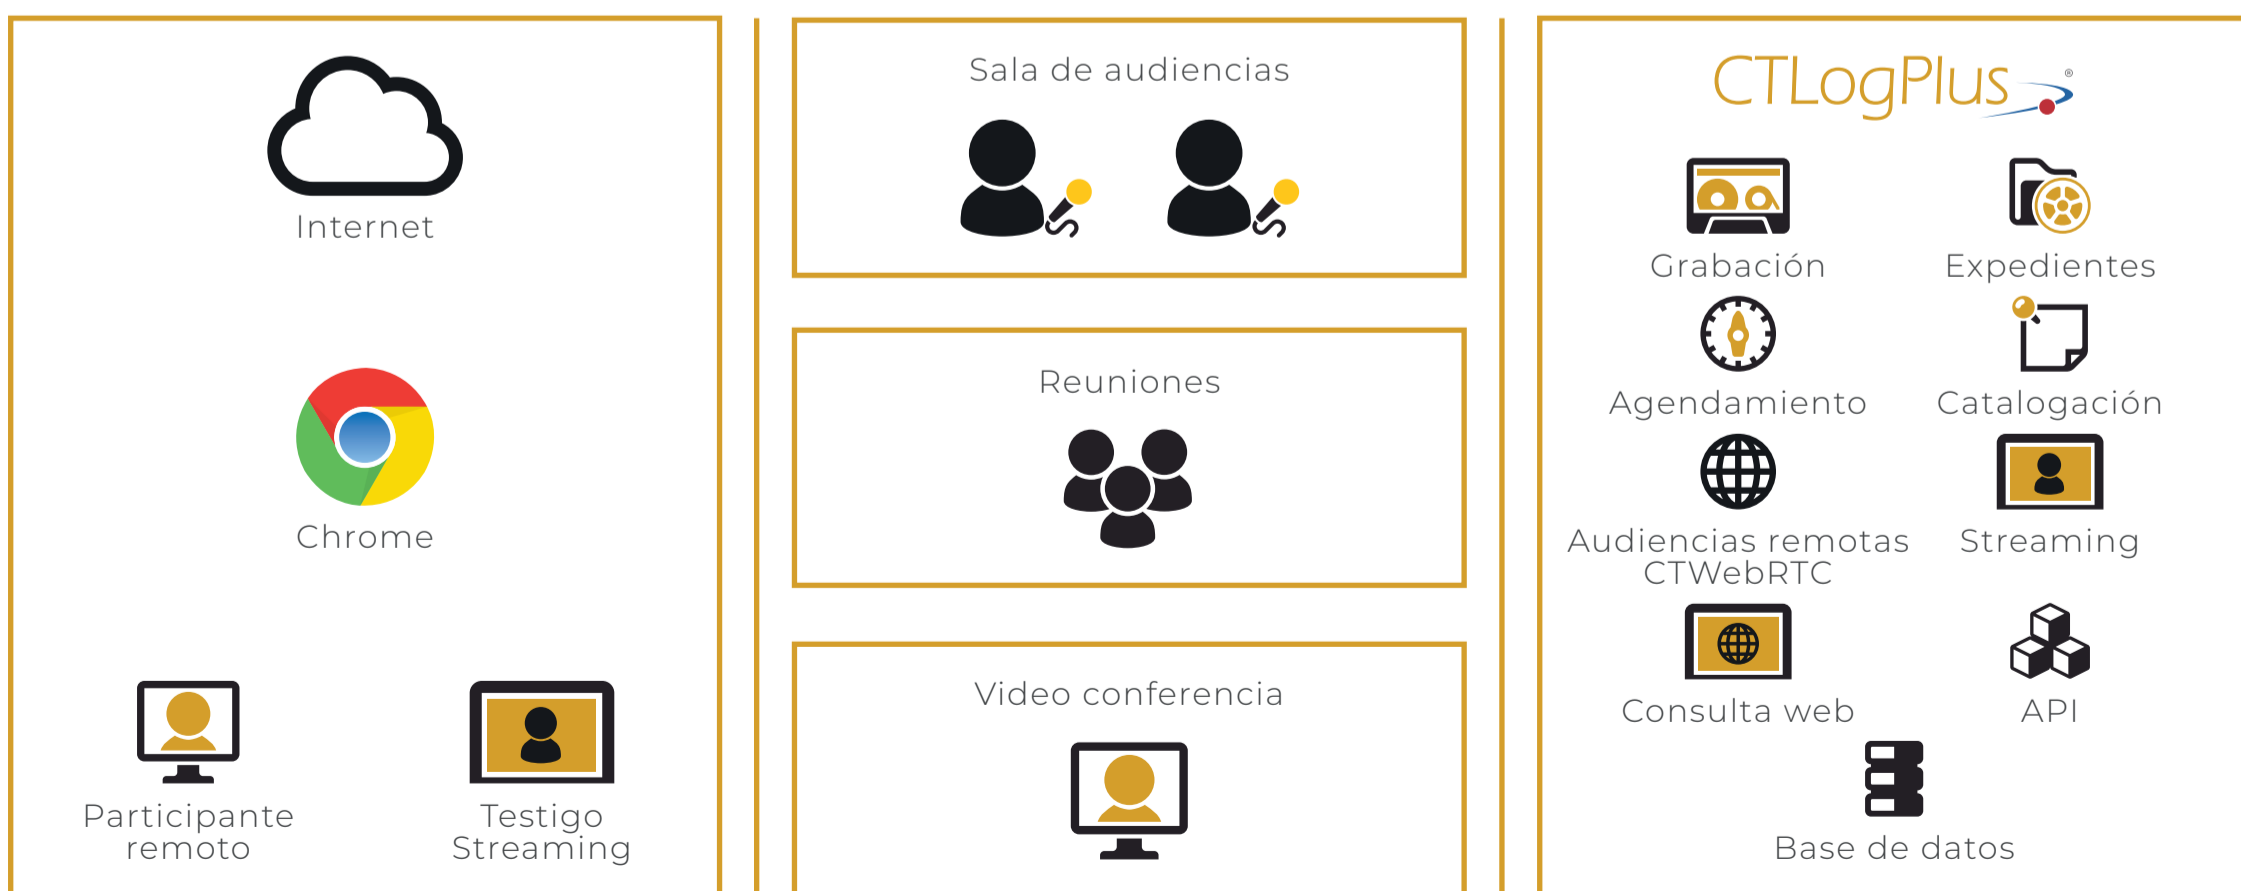 Internet
Chrome
Participante
remoto
Testigo
Streaming
Sala de audiencias
Reuniones
Video conferencia
CTLogPlus®
Grabación
Expedientes
Agendamiento
Catalogación
Audiencias remotas
CTWebRTC
Streaming
Consulta web
API
Base de datos